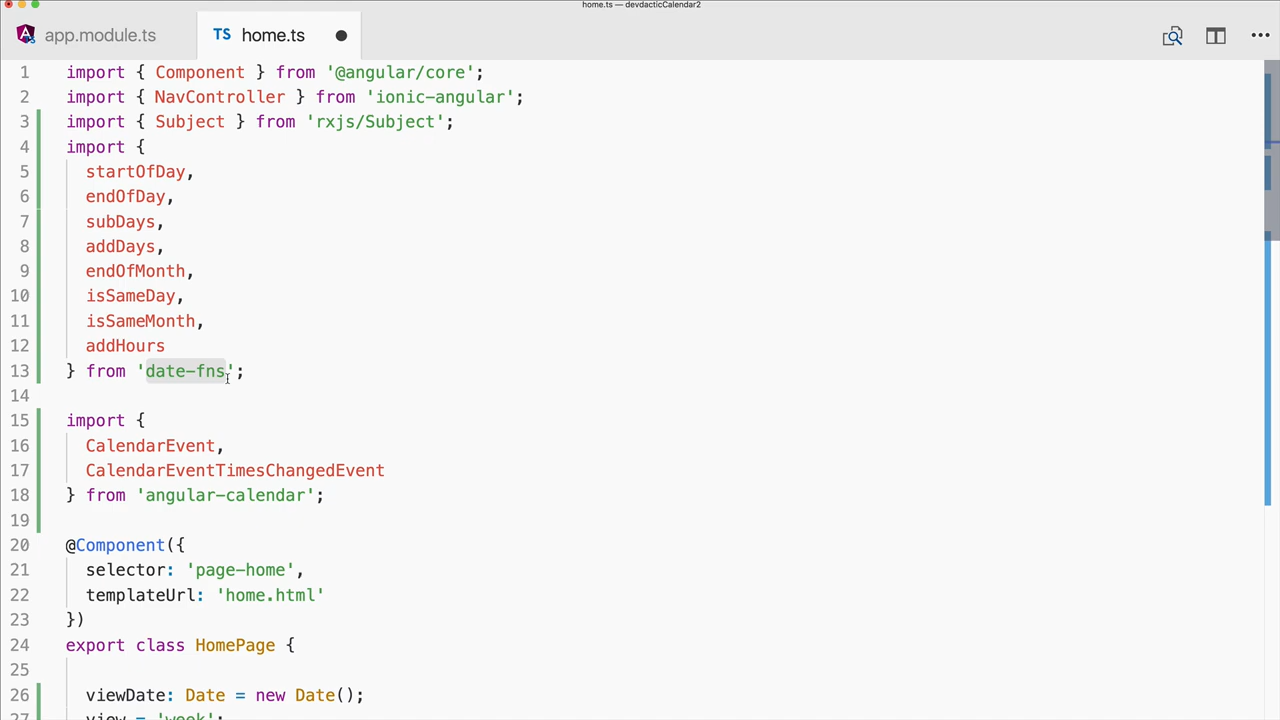 home.ts — devdacticCalendar2
app.module.ts
TS home.ts
1 import { Component } from '@angular/core';
2 import { NavController } from 'ionic-angular';
3 import { Subject } from 'rxjs/Subject';
4 import {
5 startOfDay,
6 endOfDay,
7 subDays,
8 addDays,
9 endOfMonth,
10 isSameDay,
11 isSameMonth,
12 addHours
13 } from 'date-fns';
14
15 import {
16 CalendarEvent,
17 CalendarEventTimesChangedEvent
18 } from 'angular-calendar';
19
20 @Component({
21 selector: 'page-home',
22 templateUrl: 'home.html'
23 })
24 export class HomePage {
25
26 viewDate: Date = new Date();
27 view = 'week';